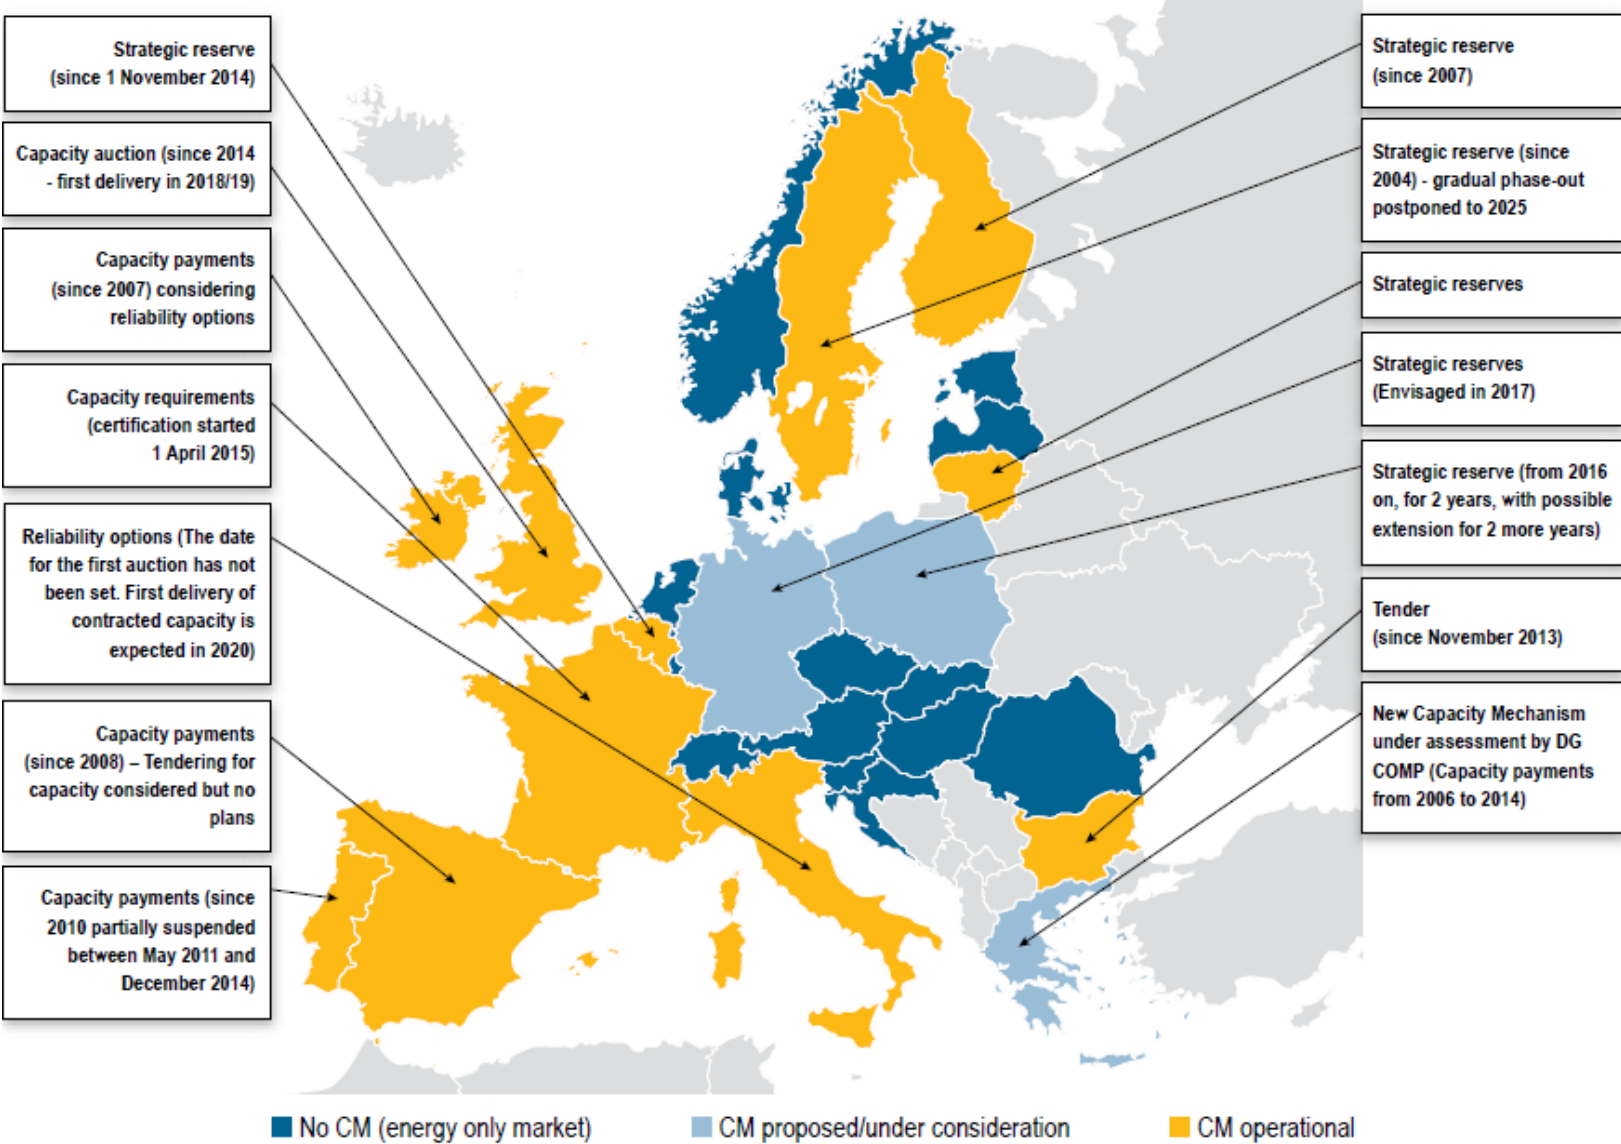 Strategic reserve
(since 1 November 2014)
Capacity auction (since 2014
- first delivery in 2018/19)
Capacity payments
(since 2007) considering
reliability options
Capacity requirements
(certification started
1 April 2015)
Reliability options (The date
for the first auction has not
been set. First delivery of
contracted capacity is
expected in 2020)
Capacity payments
(since 2008) – Tendering for
capacity considered but no
plans
Capacity payments (since
2010 partially suspended
between May 2011 and
December 2014)
Strategic reserve
(since 2007)
Strategic reserve (since
2004) - gradual phase-out
postponed to 2025
Strategic reserves
Strategic reserves
(Envisaged in 2017)
Strategic reserve (from 2016
on, for 2 years, with possible
extension for 2 more years)
Tender
(since November 2013)
New Capacity Mechanism
under assessment by DG
COMP (Capacity payments
from 2006 to 2014)
No CM (energy only market)
CM proposed/under consideration
CM operational